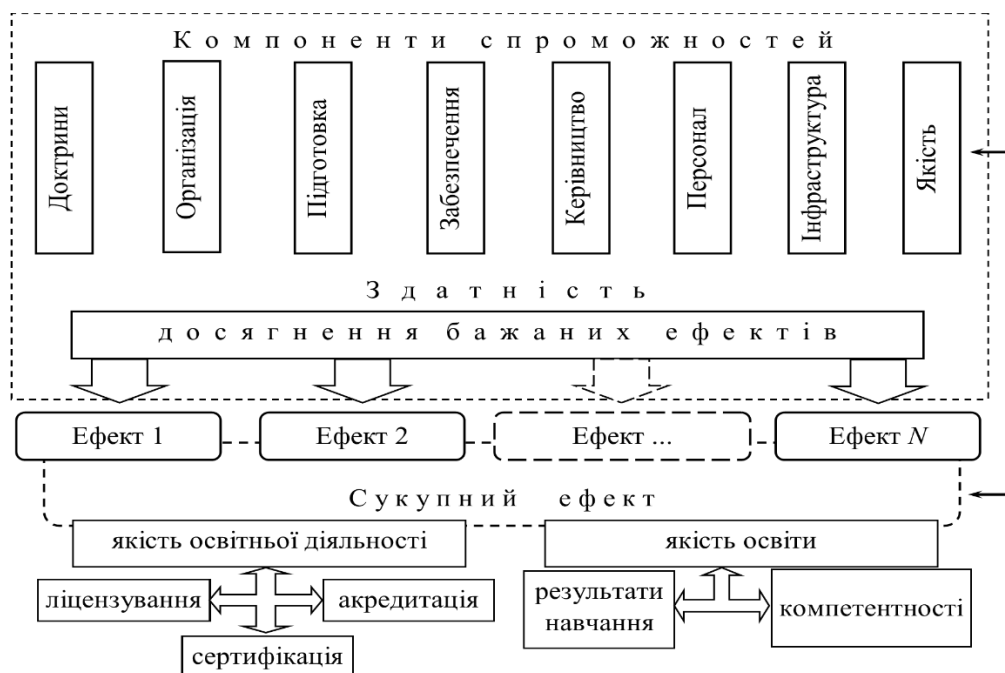 Компоненти спроможностей
Доктрини
Організація
Підготовка
Забезпечення
Керівництво
Персонал
Інфраструктура
Якість
Здатність
досягнення бажаних ефектів
Ефект 1
Ефект 2
Ефект ...
Ефект N
Сукупний ефект
якість освітньої діяльності
якість освіти
ліцензування
акредитація
сертифікація
результати
навчання
компетентності